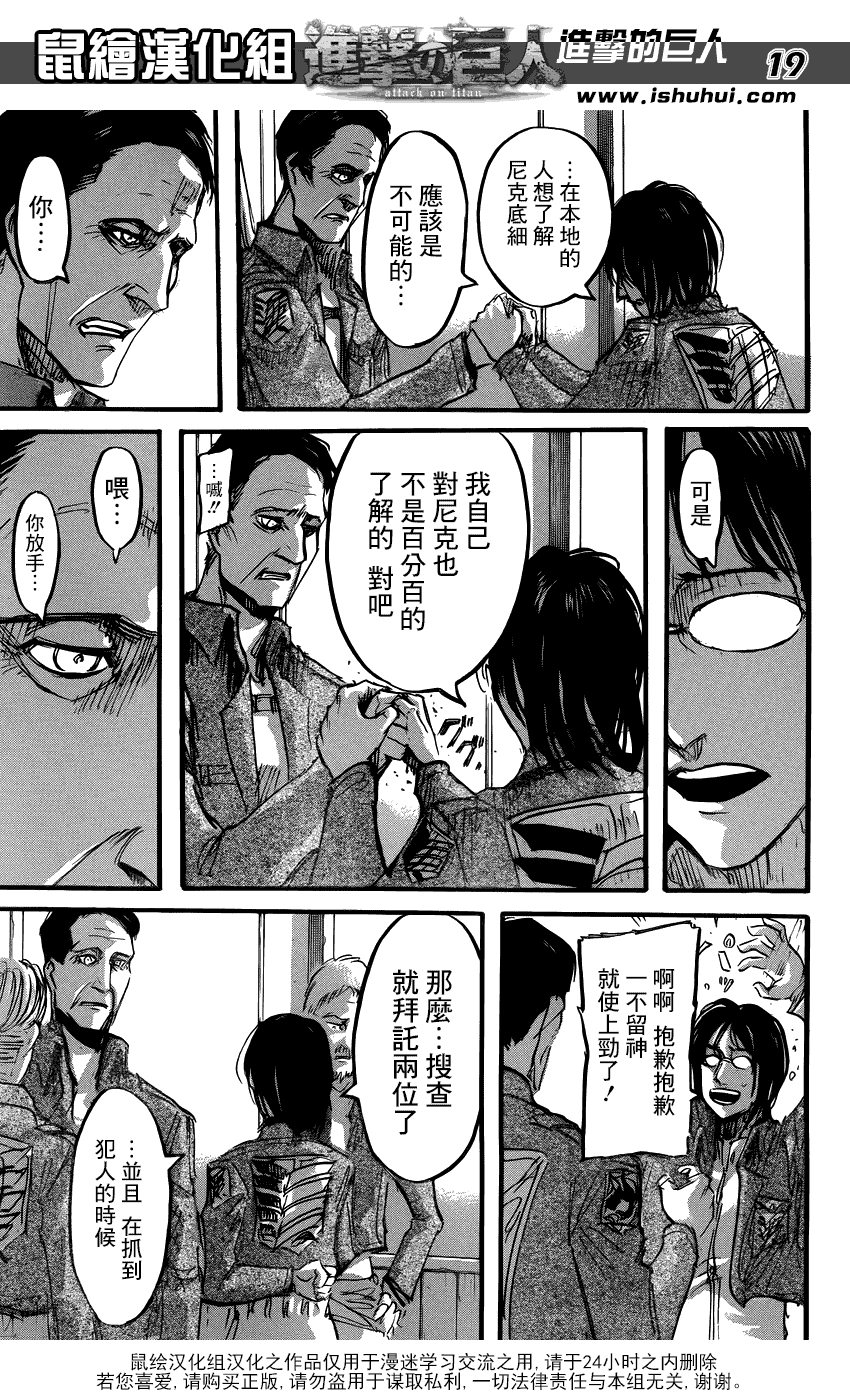 鼠繪漢化組
進撃の巨人
attack on titan
進擊的巨人
19
www.ishuhui.com
…在本地的
人想了解
尼克底細
應該是
不可能的…
你…
可是
我自己
對尼克也
不是百分百的
了解的 對吧
…喊!!
グググ
喂…
你放手…
啊啊 抱歉抱歉
一不留神
就使上勁了!
那麼…搜查
就拜託兩位了
…並且 在抓到
犯人的時候
鼠绘汉化组汉化之作品仅用于漫迷学习交流之用,请于24小时之内删除
若您喜爱,请购买正版,请勿盗用于谋取私利,一切法律责任与本组无关,谢谢。